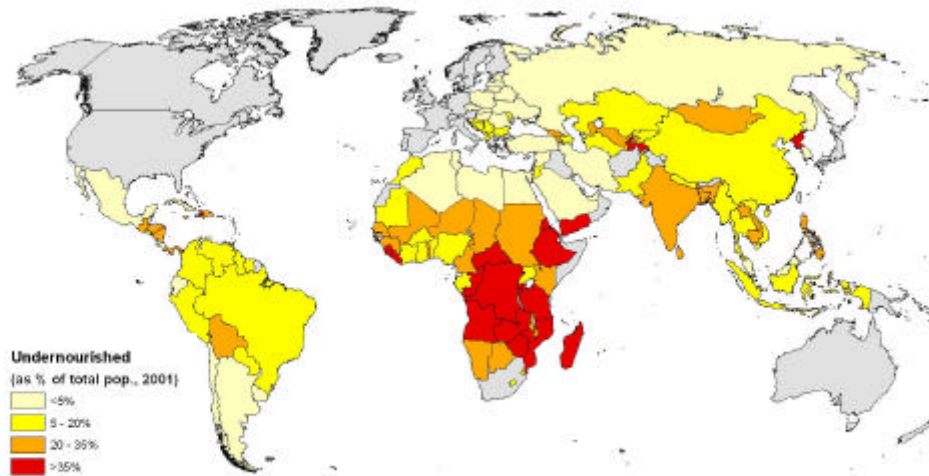 Undernourished
(as % of total pop., 2001)
<5%
5 - 20%
20 - 35%
>35%